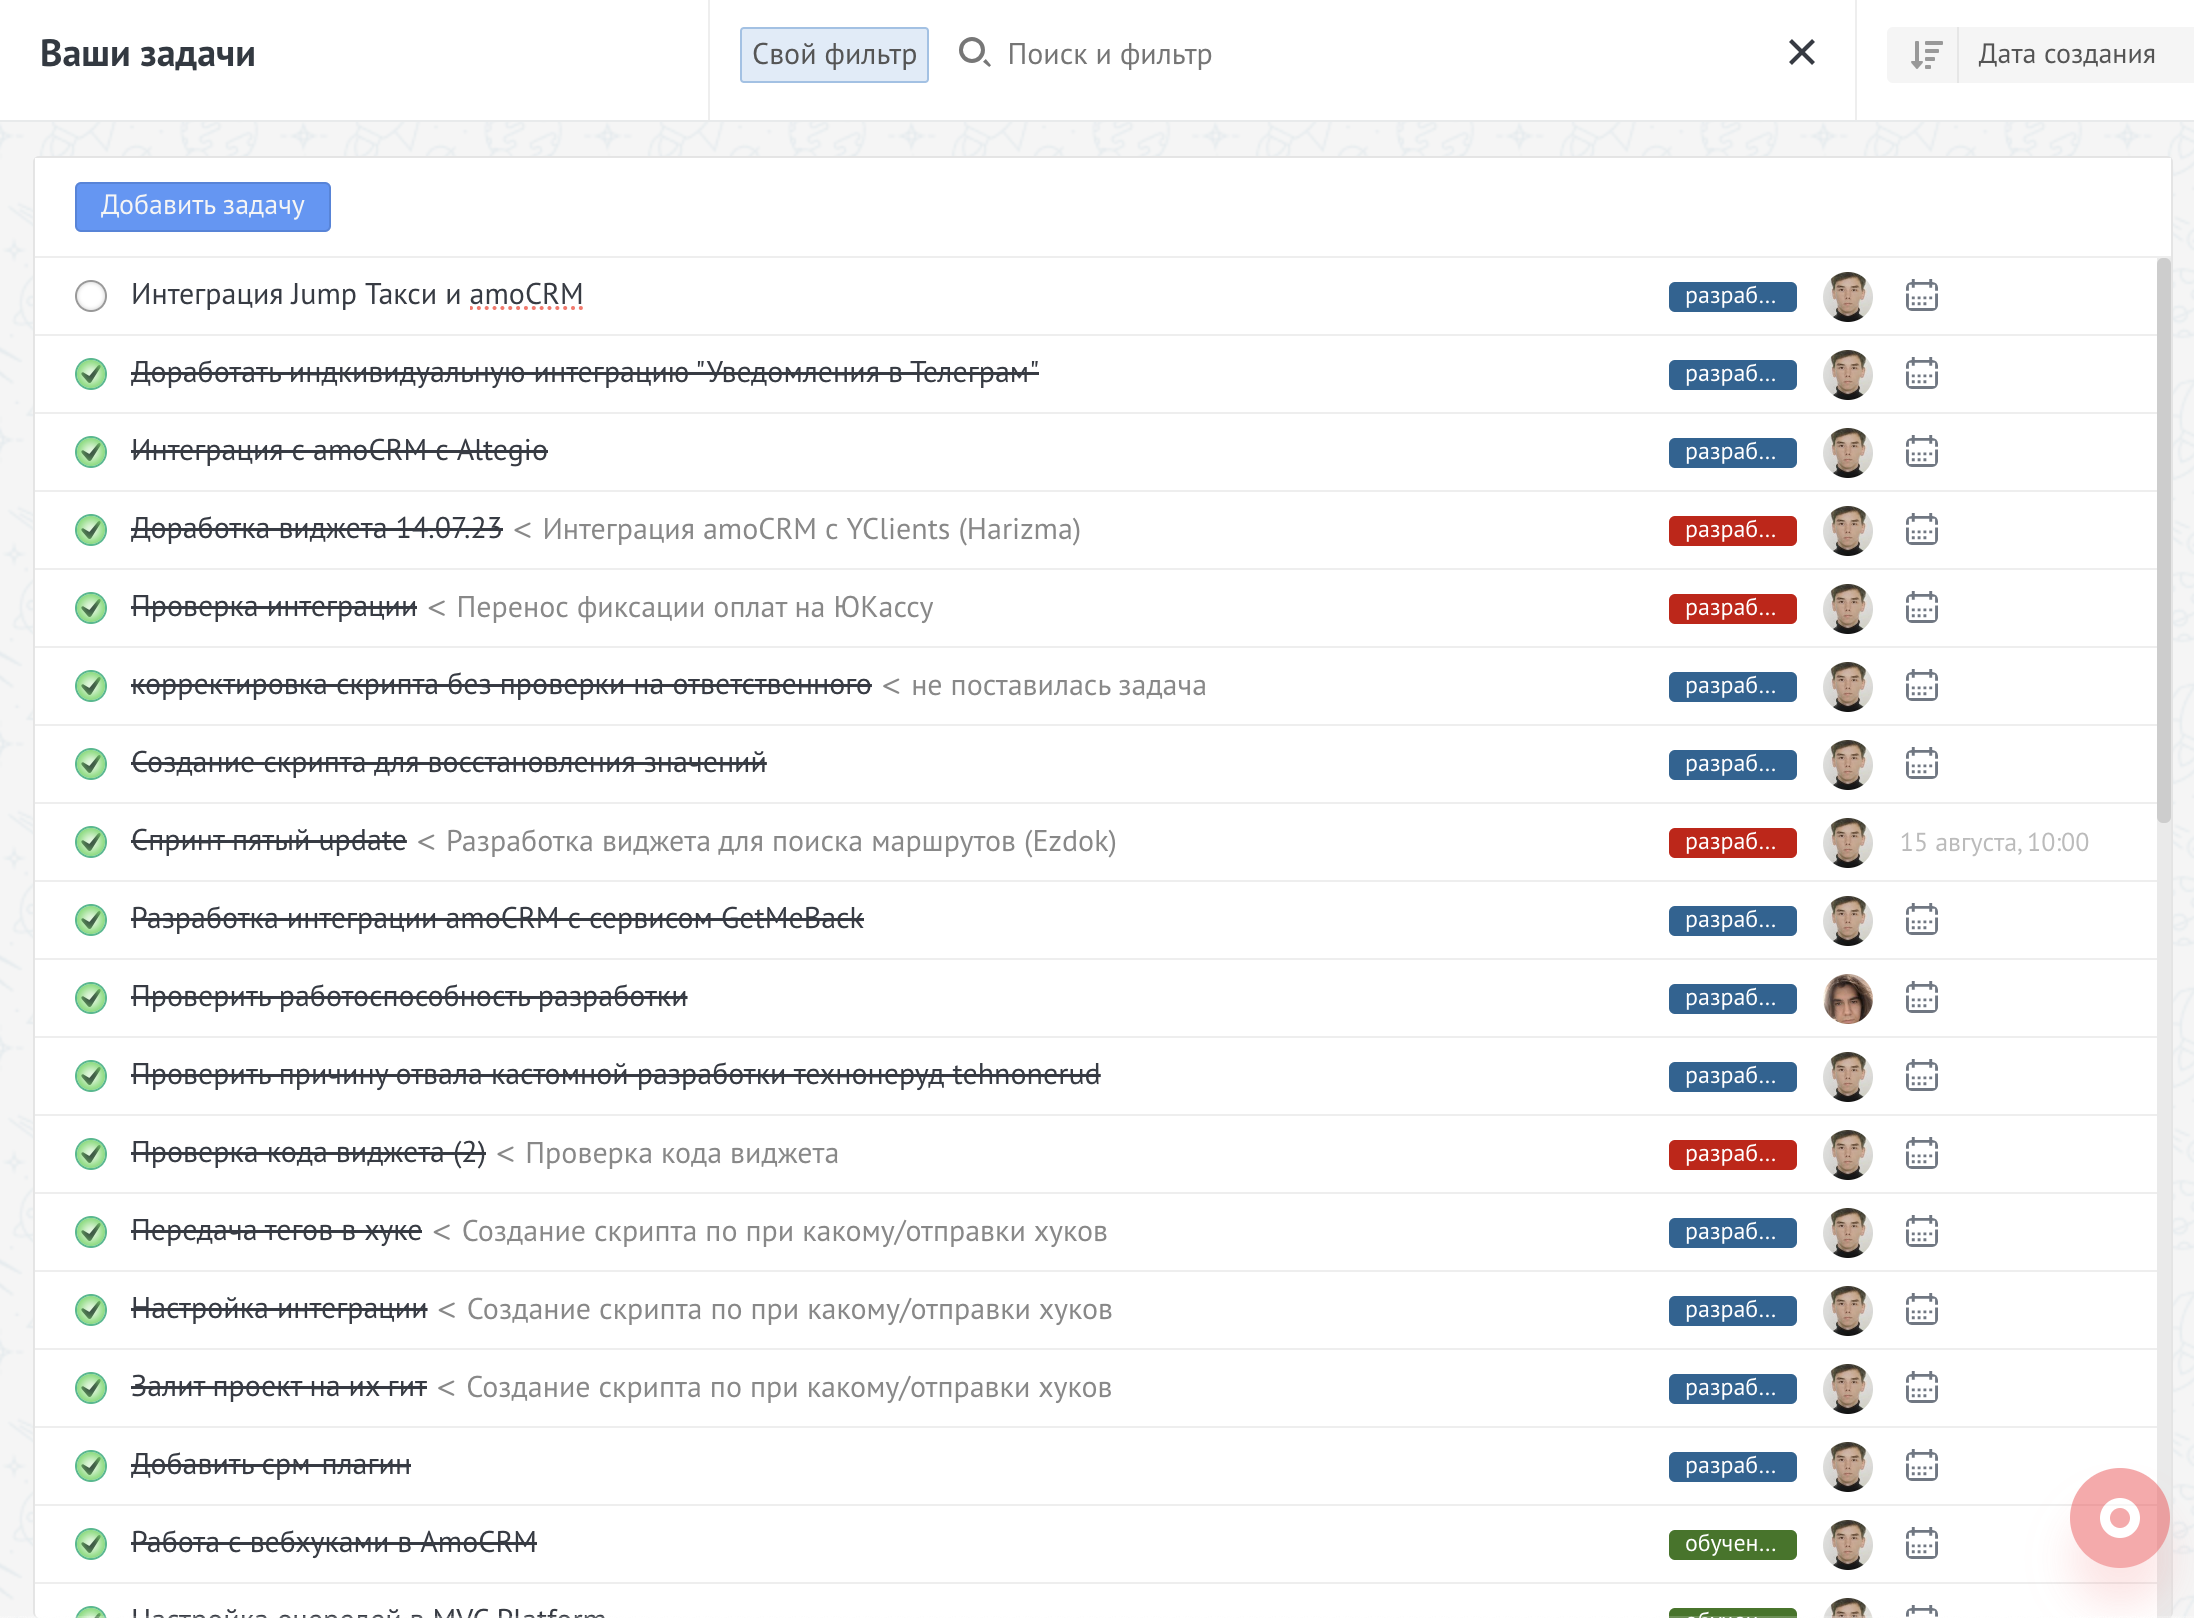 Ваши задачи
Свой фильтр Поиск и фильтр Дата создания
Добавить задачу
Интеграция Jump Такси и amoCRM разраб...
Доработать индкивидуальную интеграцию "Уведомления в Телеграм" разраб...
Интеграция с amoCRM с Altegio разраб...
Доработка виджета 14.07.23 < Интеграция amoCRM с YClients (Harizma) разраб...
Проверка интеграции < Перенос фиксации оплат на ЮКассу разраб...
корректировка скрипта без проверки на ответственного < не поставилась задача разраб...
Создание скрипта для восстановления значений разраб...
Спринт пятый update < Разработка виджета для поиска маршрутов (Ezdok) разраб... 15 августа, 10:00
Разработка интеграции amoCRM с сервисом GetMeBack разраб...
Проверить работоспособность разработки разраб...
Проверить причину отвала кастомной разработки технонеруд tehnonerud разраб...
Проверка кода виджета (2) < Проверка кода виджета разраб...
Передача тегов в хуке < Создание скрипта по при какому/отправки хуков разраб...
Настройка интеграции < Создание скрипта по при какому/отправки хуков разраб...
Залит проект на их гит < Создание скрипта по при какому/отправки хуков разраб...
Добавить срм-плагин разраб...
Работа с вебхуками в AmoCRM обучен...
Настройка очередей в MVC Platform обучен...